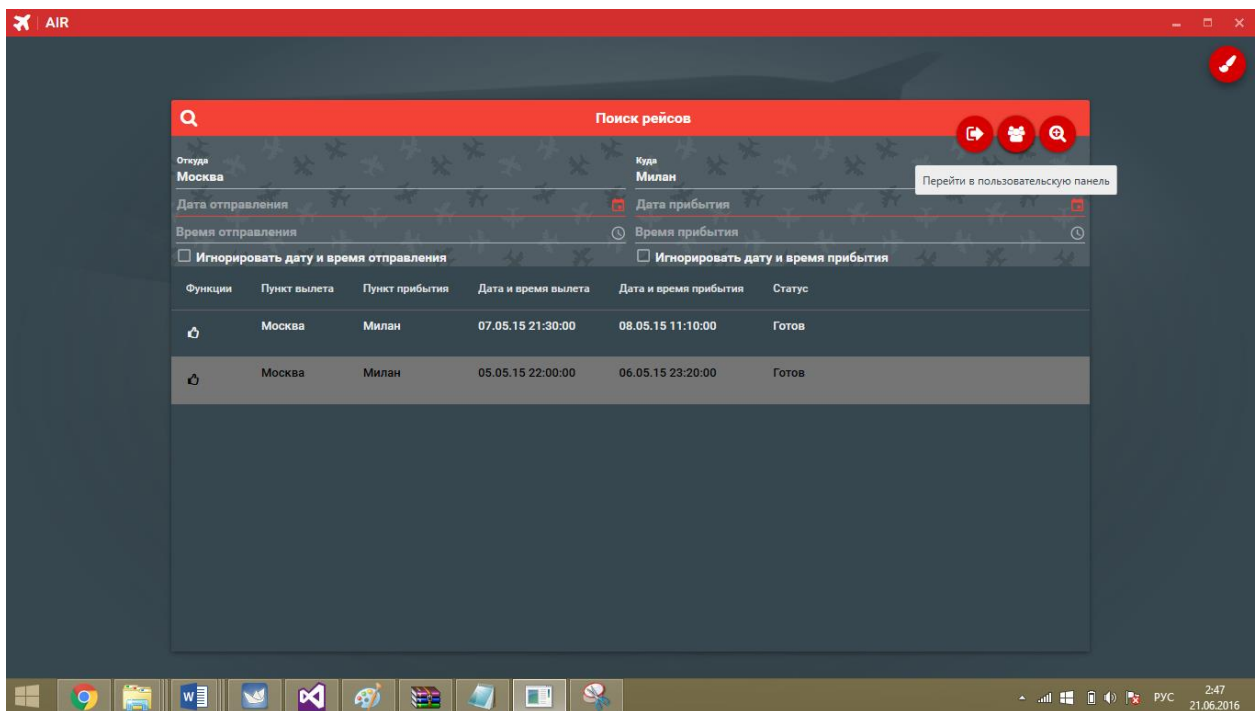 AIR
Поиск рейсов
Откуда
Москва
Куда
Милан
Перейти в пользовательскую панель
Дата отправления
Дата прибытия
Время отправления
Время прибытия
Игнорировать дату и время отправления
Игнорировать дату и время прибытия
Функции Пункт вылета Пункт прибытия Дата и время вылета Дата и время прибытия Статус
Москва Милан 07.05.15 21:30:00 08.05.15 11:10:00 Готов
Москва Милан 05.05.15 22:00:00 06.05.15 23:20:00 Готов
РУС
2:47
21.06.2016